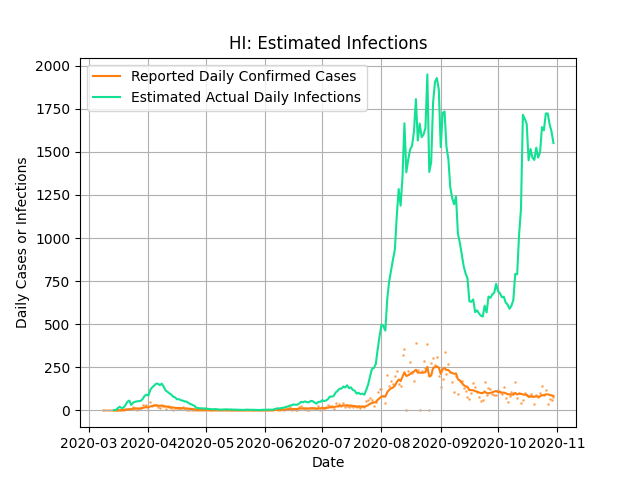 HI: Estimated Infections
Reported Daily Confirmed Cases
Estimated Actual Daily Infections
Daily Cases or Infections
2000
1750
1500
1250
1000
750
500
250
0
2020-03 2020-04 2020-05 2020-06 2020-07 2020-08 2020-09 2020-10 2020-11
Date